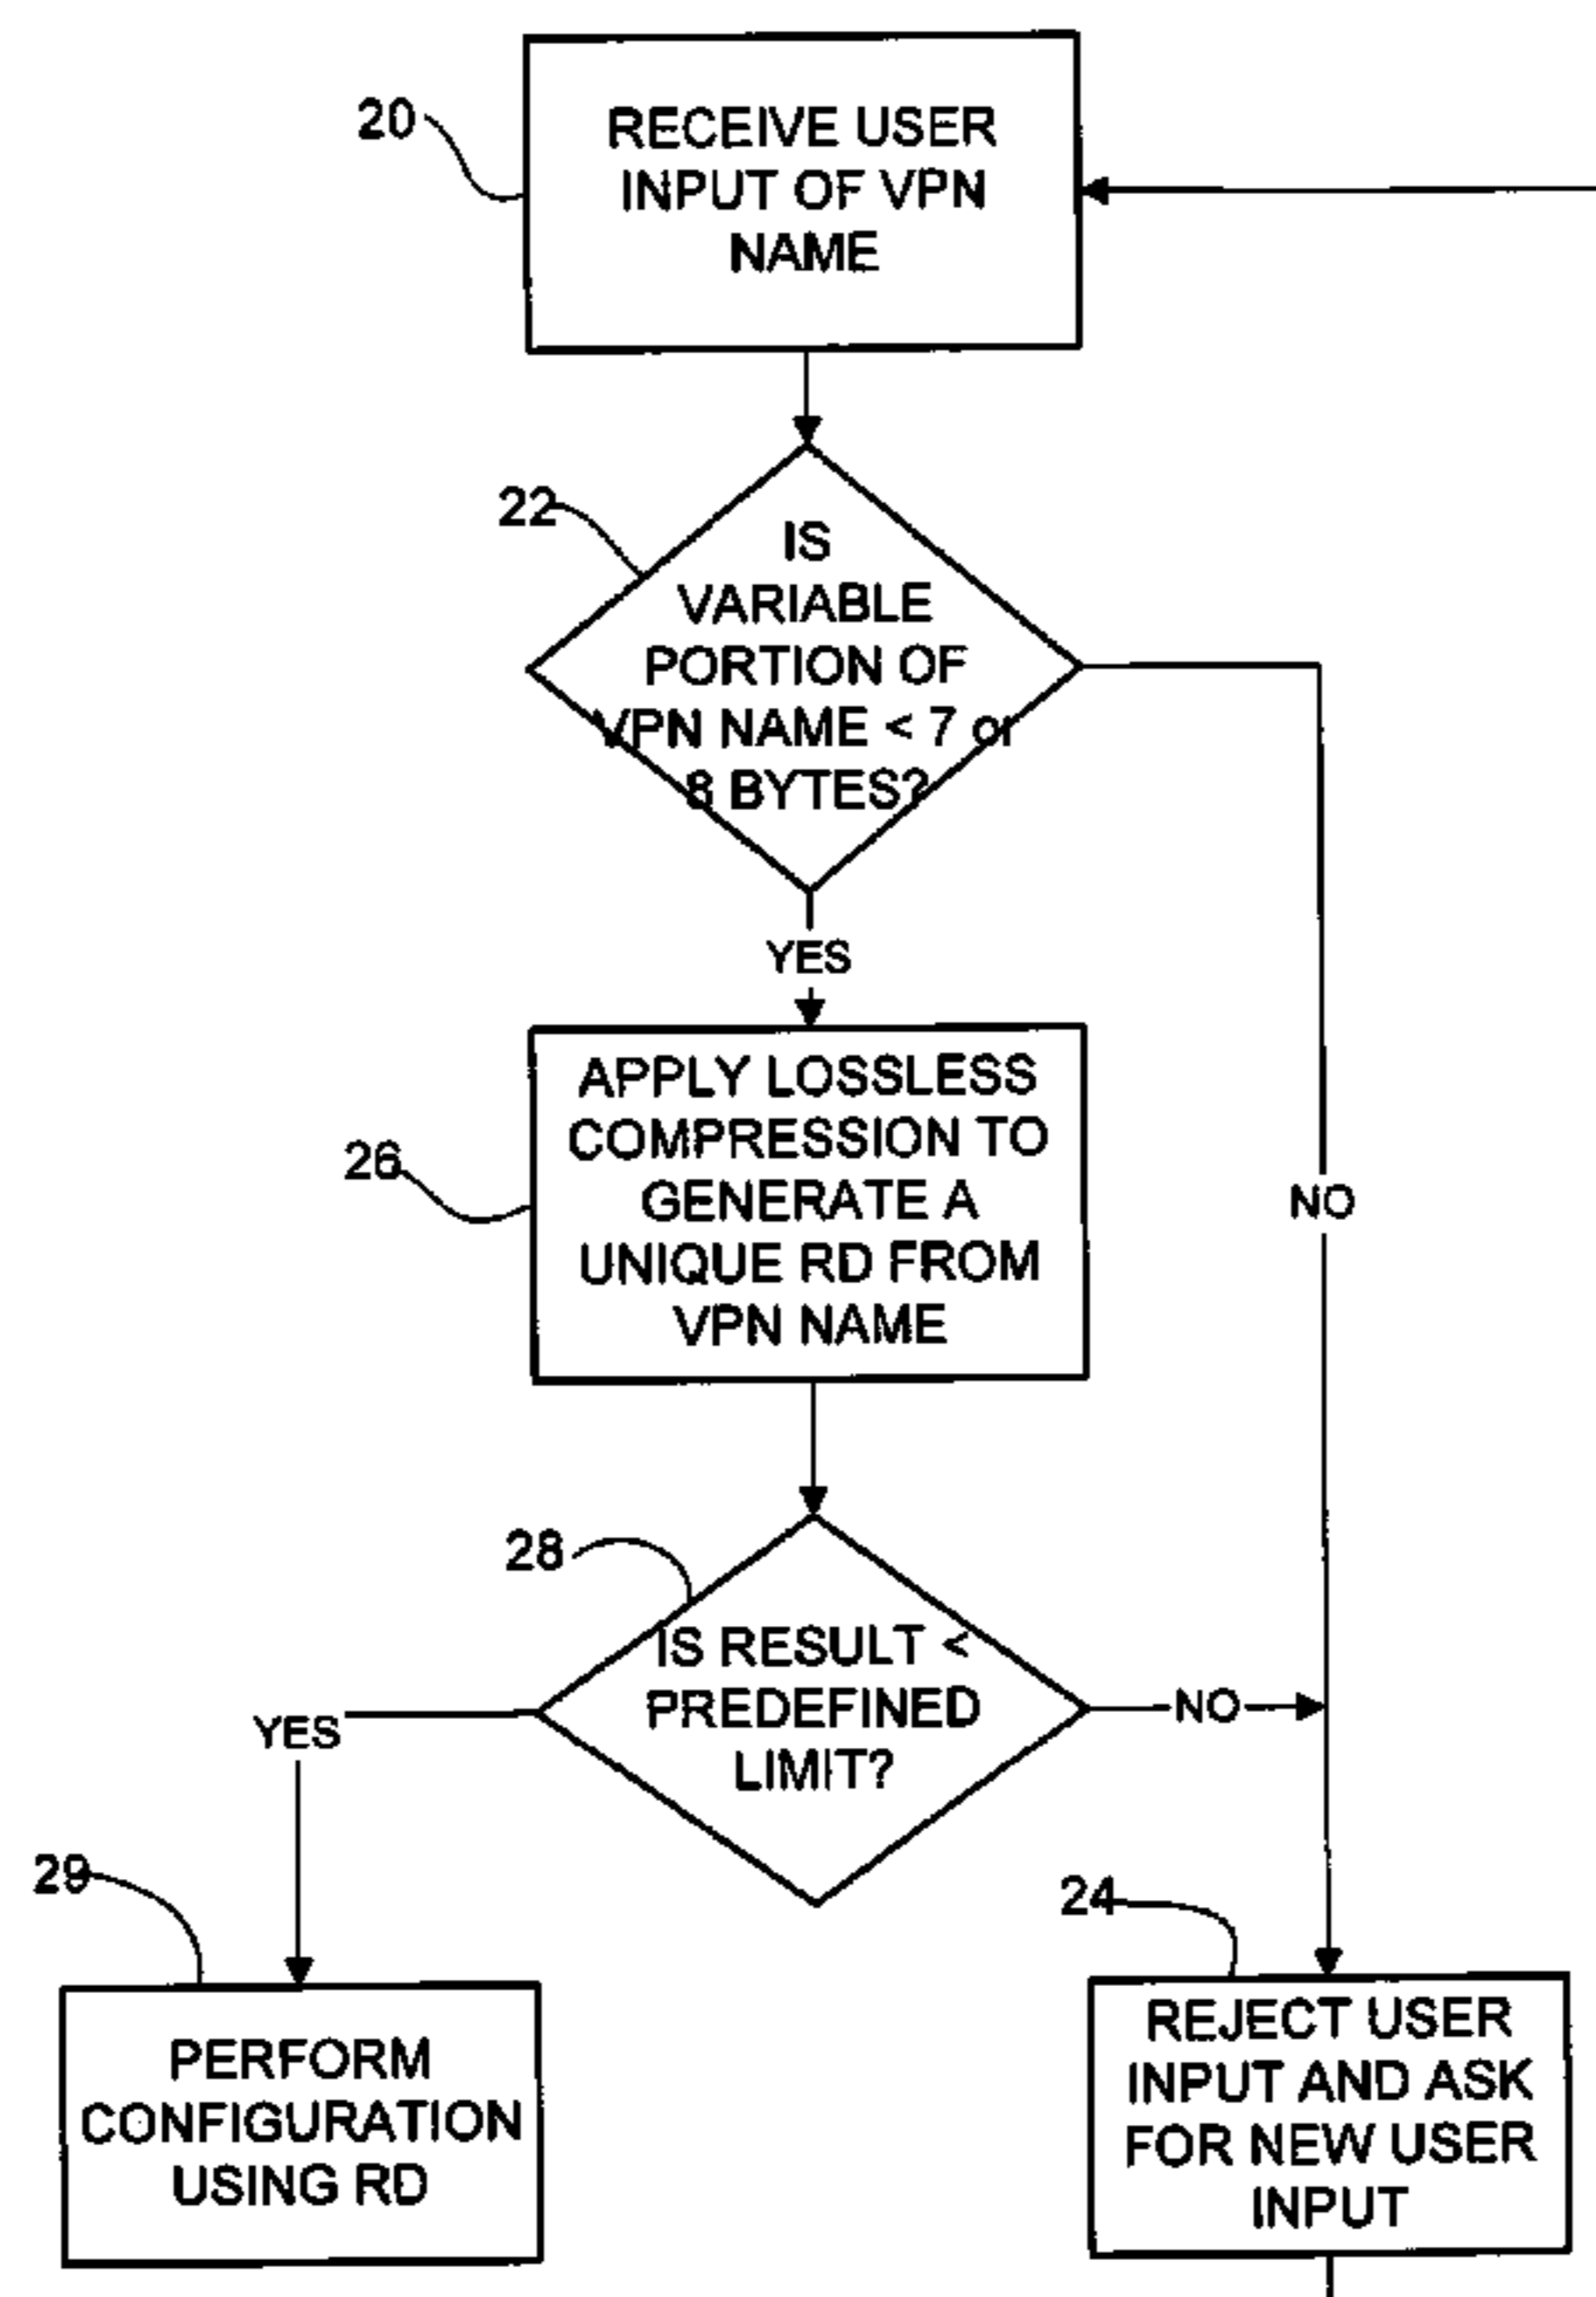 20
RECEIVE USER
INPUT OF VPN
NAME
22
IS
VARIABLE
PORTION OF
VPN NAME < 7 or
8 BYTES?
YES
26
APPLY LOSSLESS
COMPRESSION TO
GENERATE A
UNIQUE RD FROM
VPN NAME
NO
28
IS RESULT <
PREDEFINED
LIMIT?
YES
NO
29
PERFORM
CONFIGURATION
USING RD
24
REJECT USER
INPUT AND ASK
FOR NEW USER
INPUT